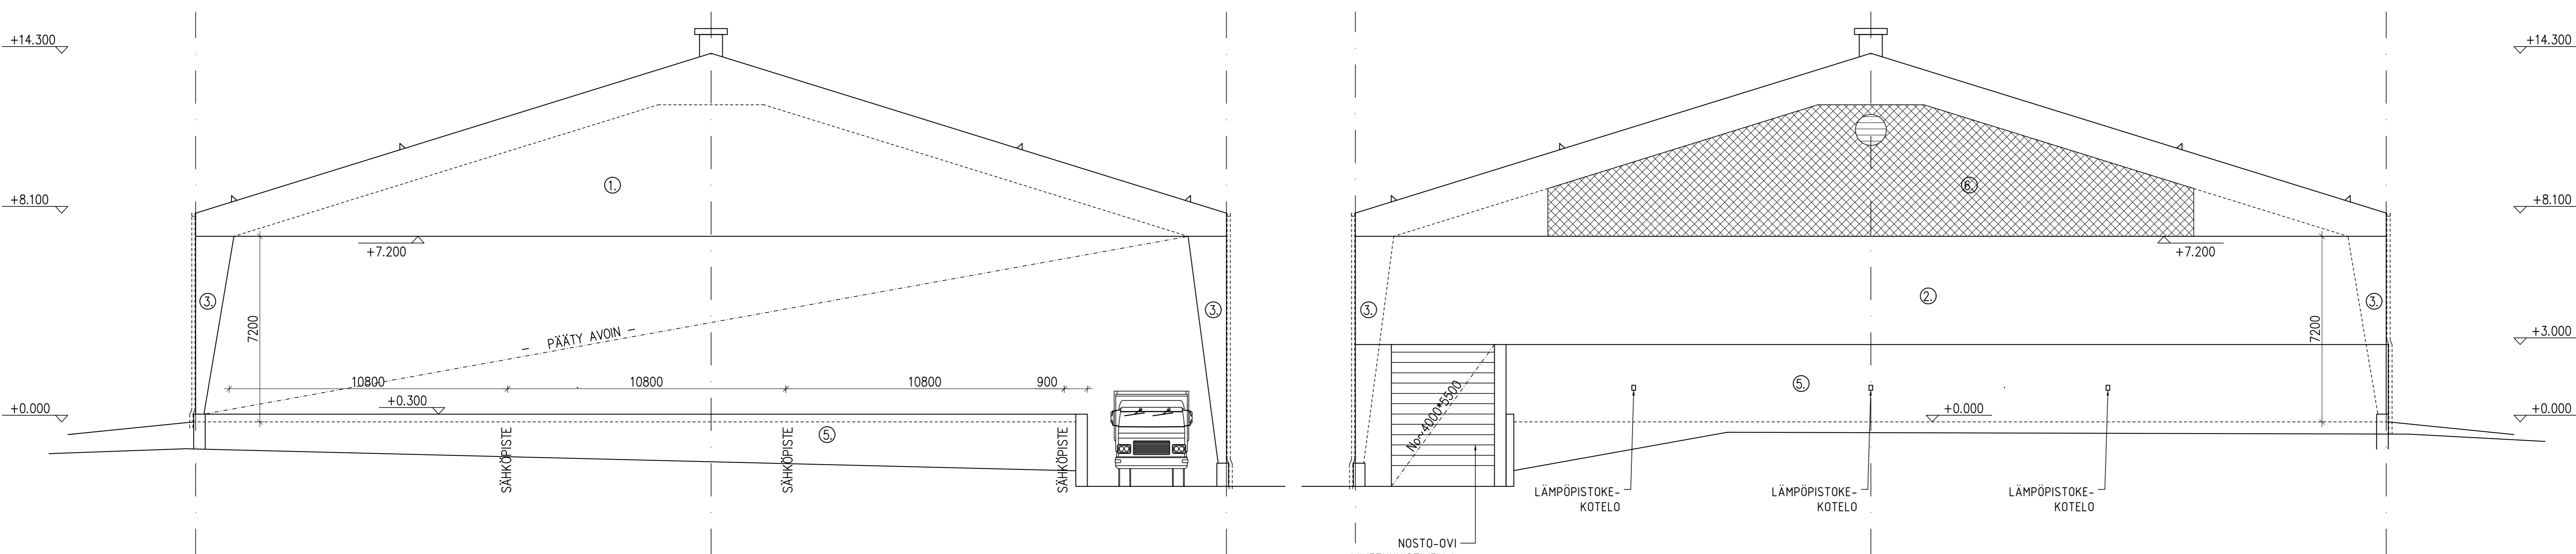 +14.300
+8.100
+0.000
1.
+7.200
3.
7200
- PÄÄTY AVOIN -
3.
10800
10800
10800
900
+0.300
5.
SÄHKÖPISTE
SÄHKÖPISTE
SÄHKÖPISTE
+14.300
+8.100
+3.000
+0.000
6.
+7.200
3.
2.
3.
7200
5.
No~4000*5500
+0.000
LÄMPÖPISTOKE-
KOTELO
LÄMPÖPISTOKE-
KOTELO
LÄMPÖPISTOKE-
KOTELO
NOSTO-OVI